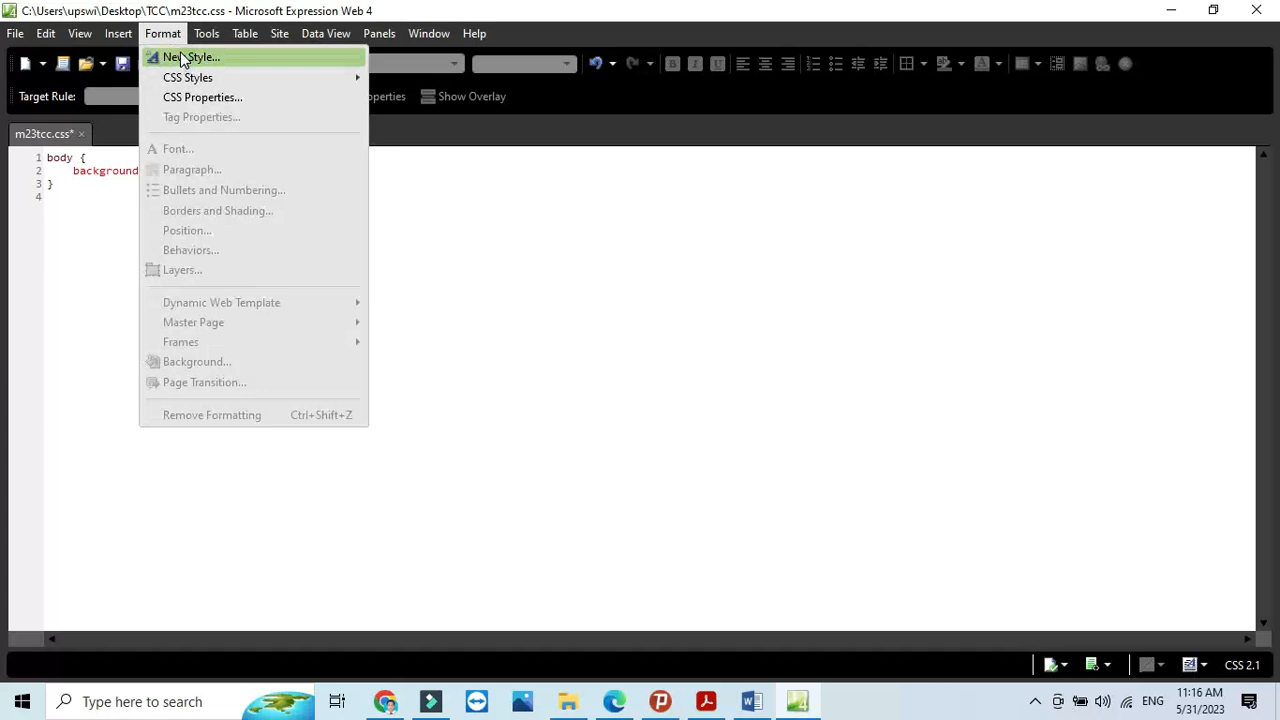 C:\Users\upswi\Desktop\TCC\m23tcc.css - Microsoft Expression Web 4
File Edit View Insert Format Tools Table Site Data View Panels Window Help
New Style...
CSS Styles
CSS Properties...
Tag Properties...
Font...
Paragraph...
Bullets and Numbering...
Borders and Shading...
Position...
Behaviors...
Layers...
Dynamic Web Template
Master Page
Frames
Background...
Page Transition...
Remove Formatting Ctrl+Shift+Z
Target Rule: Show Overlay
m23tcc.css*
1 body {
2 background
3 }
4
CSS 2.1
Type here to search
ENG
11:16 AM
5/31/2023